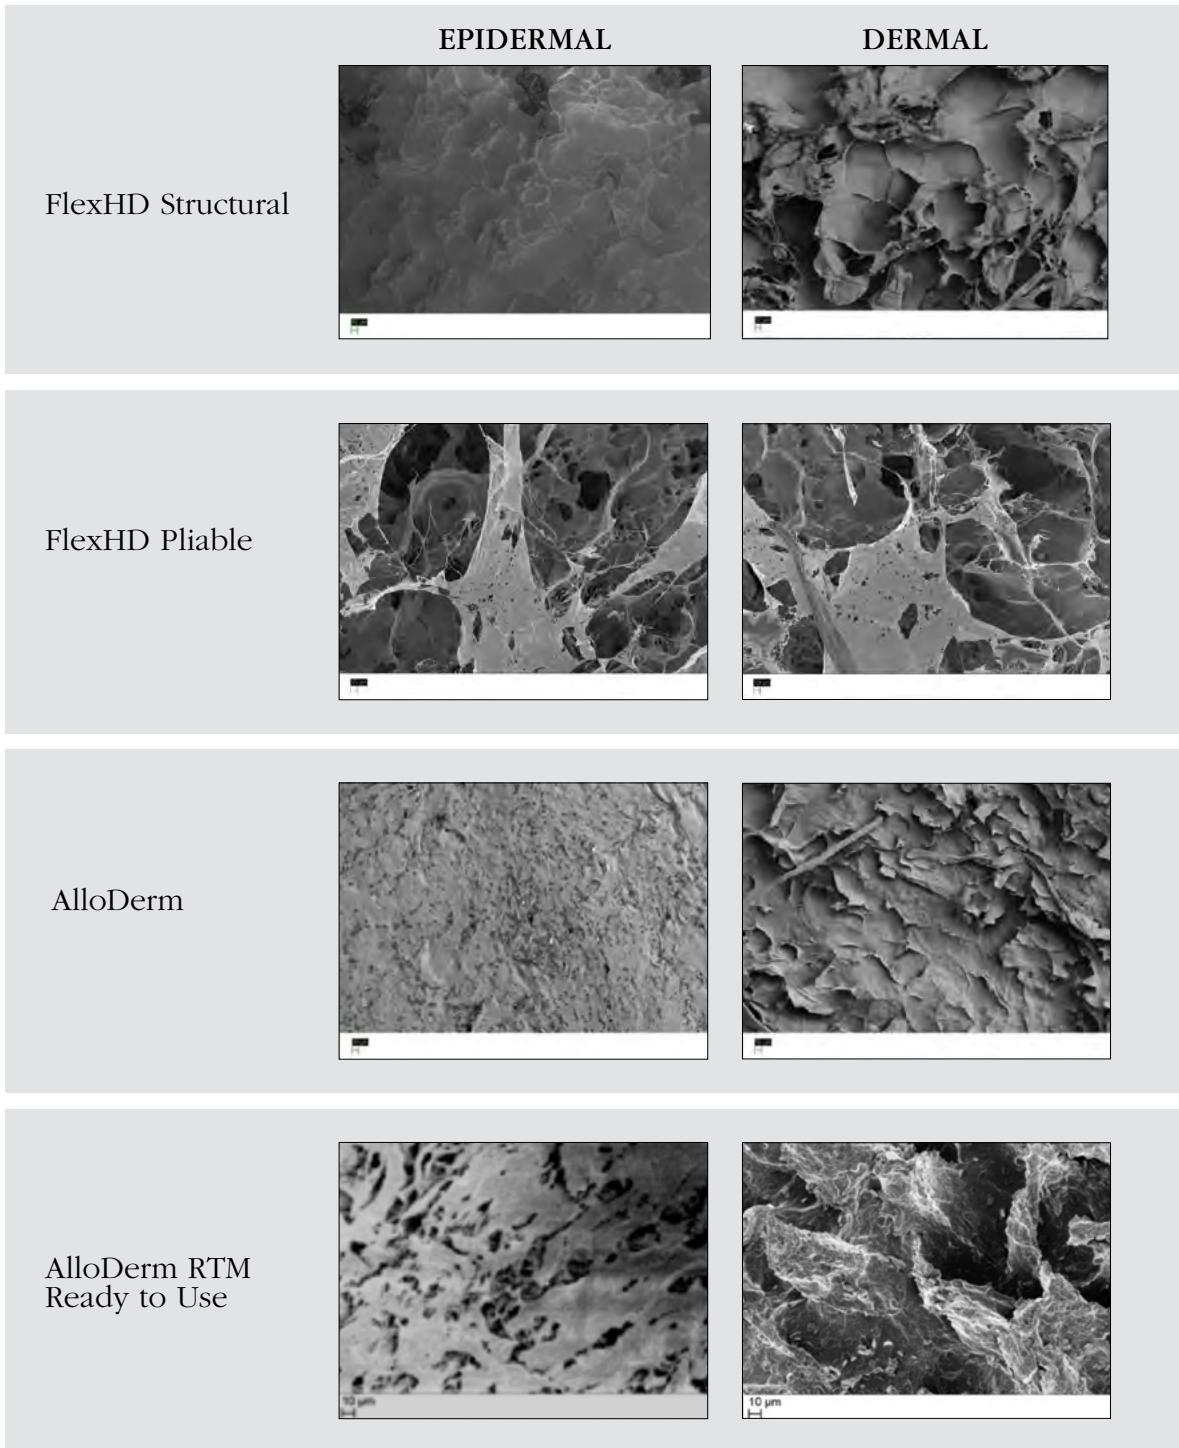 EPIDERMAL
DERMAL
FlexHD Structural
FlexHD Pliable
AlloDerm
AlloDerm RTM
Ready to Use
10 µm
10 µm